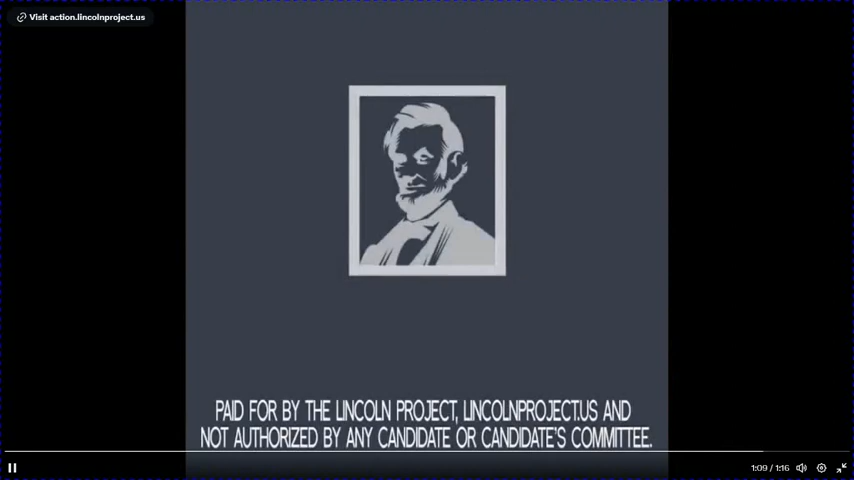 Visit action.lincolnproject.us
PAID FOR BY THE LINCOLN PROJECT, LINCOLNPROJECT.US AND
NOT AUTHORIZED BY ANY CANDIDATE OR CANDIDATE'S COMMITTEE.
1:09 / 1:16